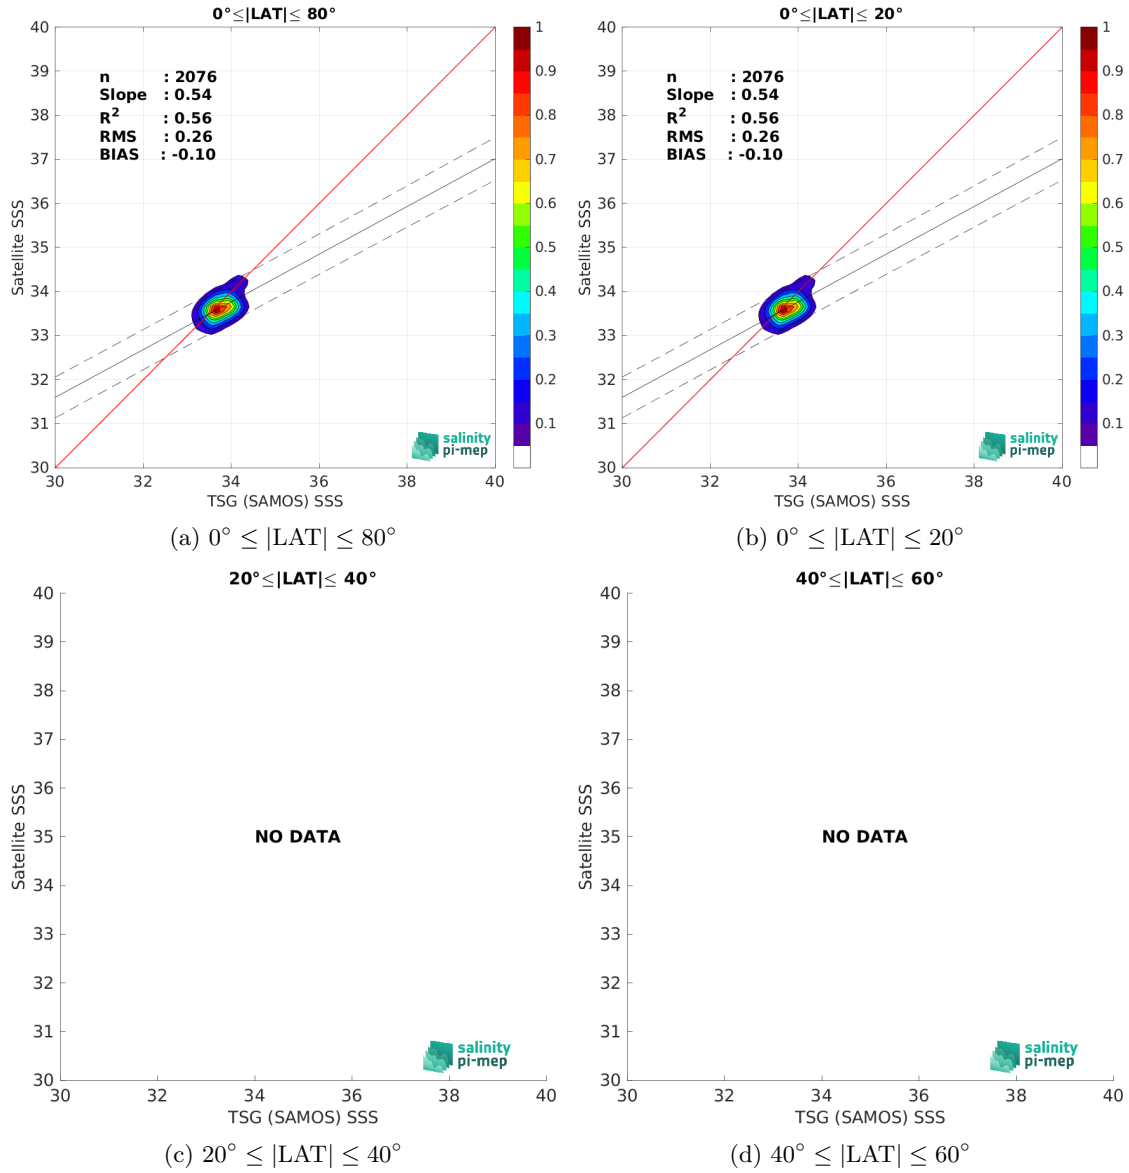 0°≤|LAT|≤ 80°
40
39
38
37
36
35
34
33
32
31
30
Satellite SSS
n : 2076
Slope : 0.54
R² : 0.56
RMS : 0.26
BIAS : -0.10
salinity
pi-mep
30 32 34 36 38 40
TSG (SAMOS) SSS
1
0.9
0.8
0.7
0.6
0.5
0.4
0.3
0.2
0.1
(a) 0° ≤ |LAT| ≤ 80°
0°≤|LAT|≤ 20°
40
39
38
37
36
35
34
33
32
31
30
Satellite SSS
n : 2076
Slope : 0.54
R² : 0.56
RMS : 0.26
BIAS : -0.10
salinity
pi-mep
30 32 34 36 38 40
TSG (SAMOS) SSS
1
0.9
0.8
0.7
0.6
0.5
0.4
0.3
0.2
0.1
(b) 0° ≤ |LAT| ≤ 20°
20°≤|LAT|≤ 40°
40
39
38
37
36
35
34
33
32
31
30
Satellite SSS
NO DATA
salinity
pi-mep
30 32 34 36 38 40
TSG (SAMOS) SSS
(c) 20° ≤ |LAT| ≤ 40°
40°≤|LAT|≤ 60°
40
39
38
37
36
35
34
33
32
31
30
Satellite SSS
NO DATA
salinity
pi-mep
30 32 34 36 38 40
TSG (SAMOS) SSS
(d) 40° ≤ |LAT| ≤ 60°